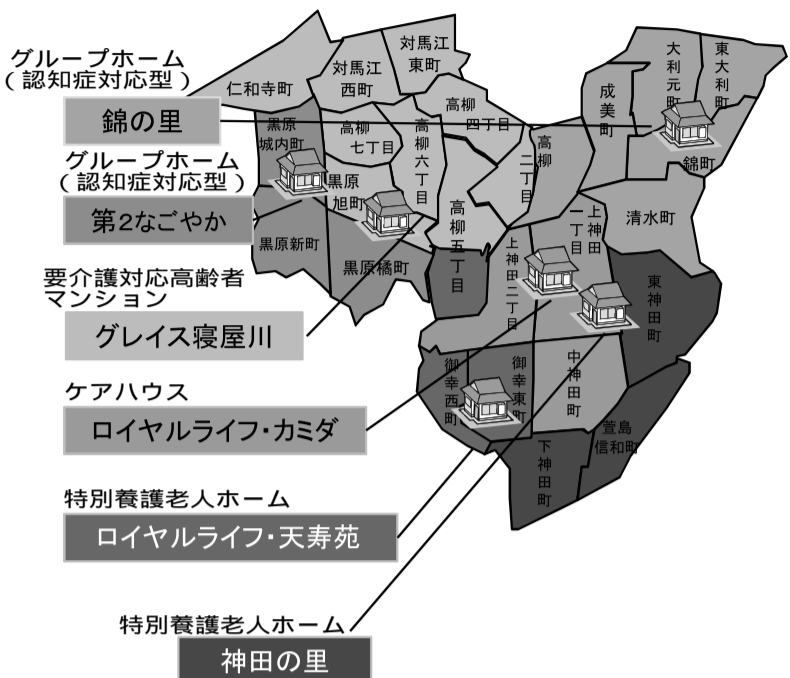 グループホーム
(認知症対応型)
錦の里
グループホーム
(認知症対応型)
第2なごやか
要介護対応高齢者
マンション
グレイス寝屋川
ケアハウス
ロイヤルライフ・カミダ
特別養護老人ホーム
ロイヤルライフ・天寿苑
特別養護老人ホーム
神田の里
仁和寺町
対馬江
西町
対馬江
東町
黒原
城内町
高柳
七丁目
高柳六丁目
高柳
四丁目
高柳
二丁目
成美町
大利元町
東大利町
錦町
黒原
旭町
黒原新町
黒原橘町
高柳五丁目
上神田二丁目
上神田
一丁目
清水町
東神田町
御幸西町
御幸東町
中神田町
下神田町
萱島
信和町